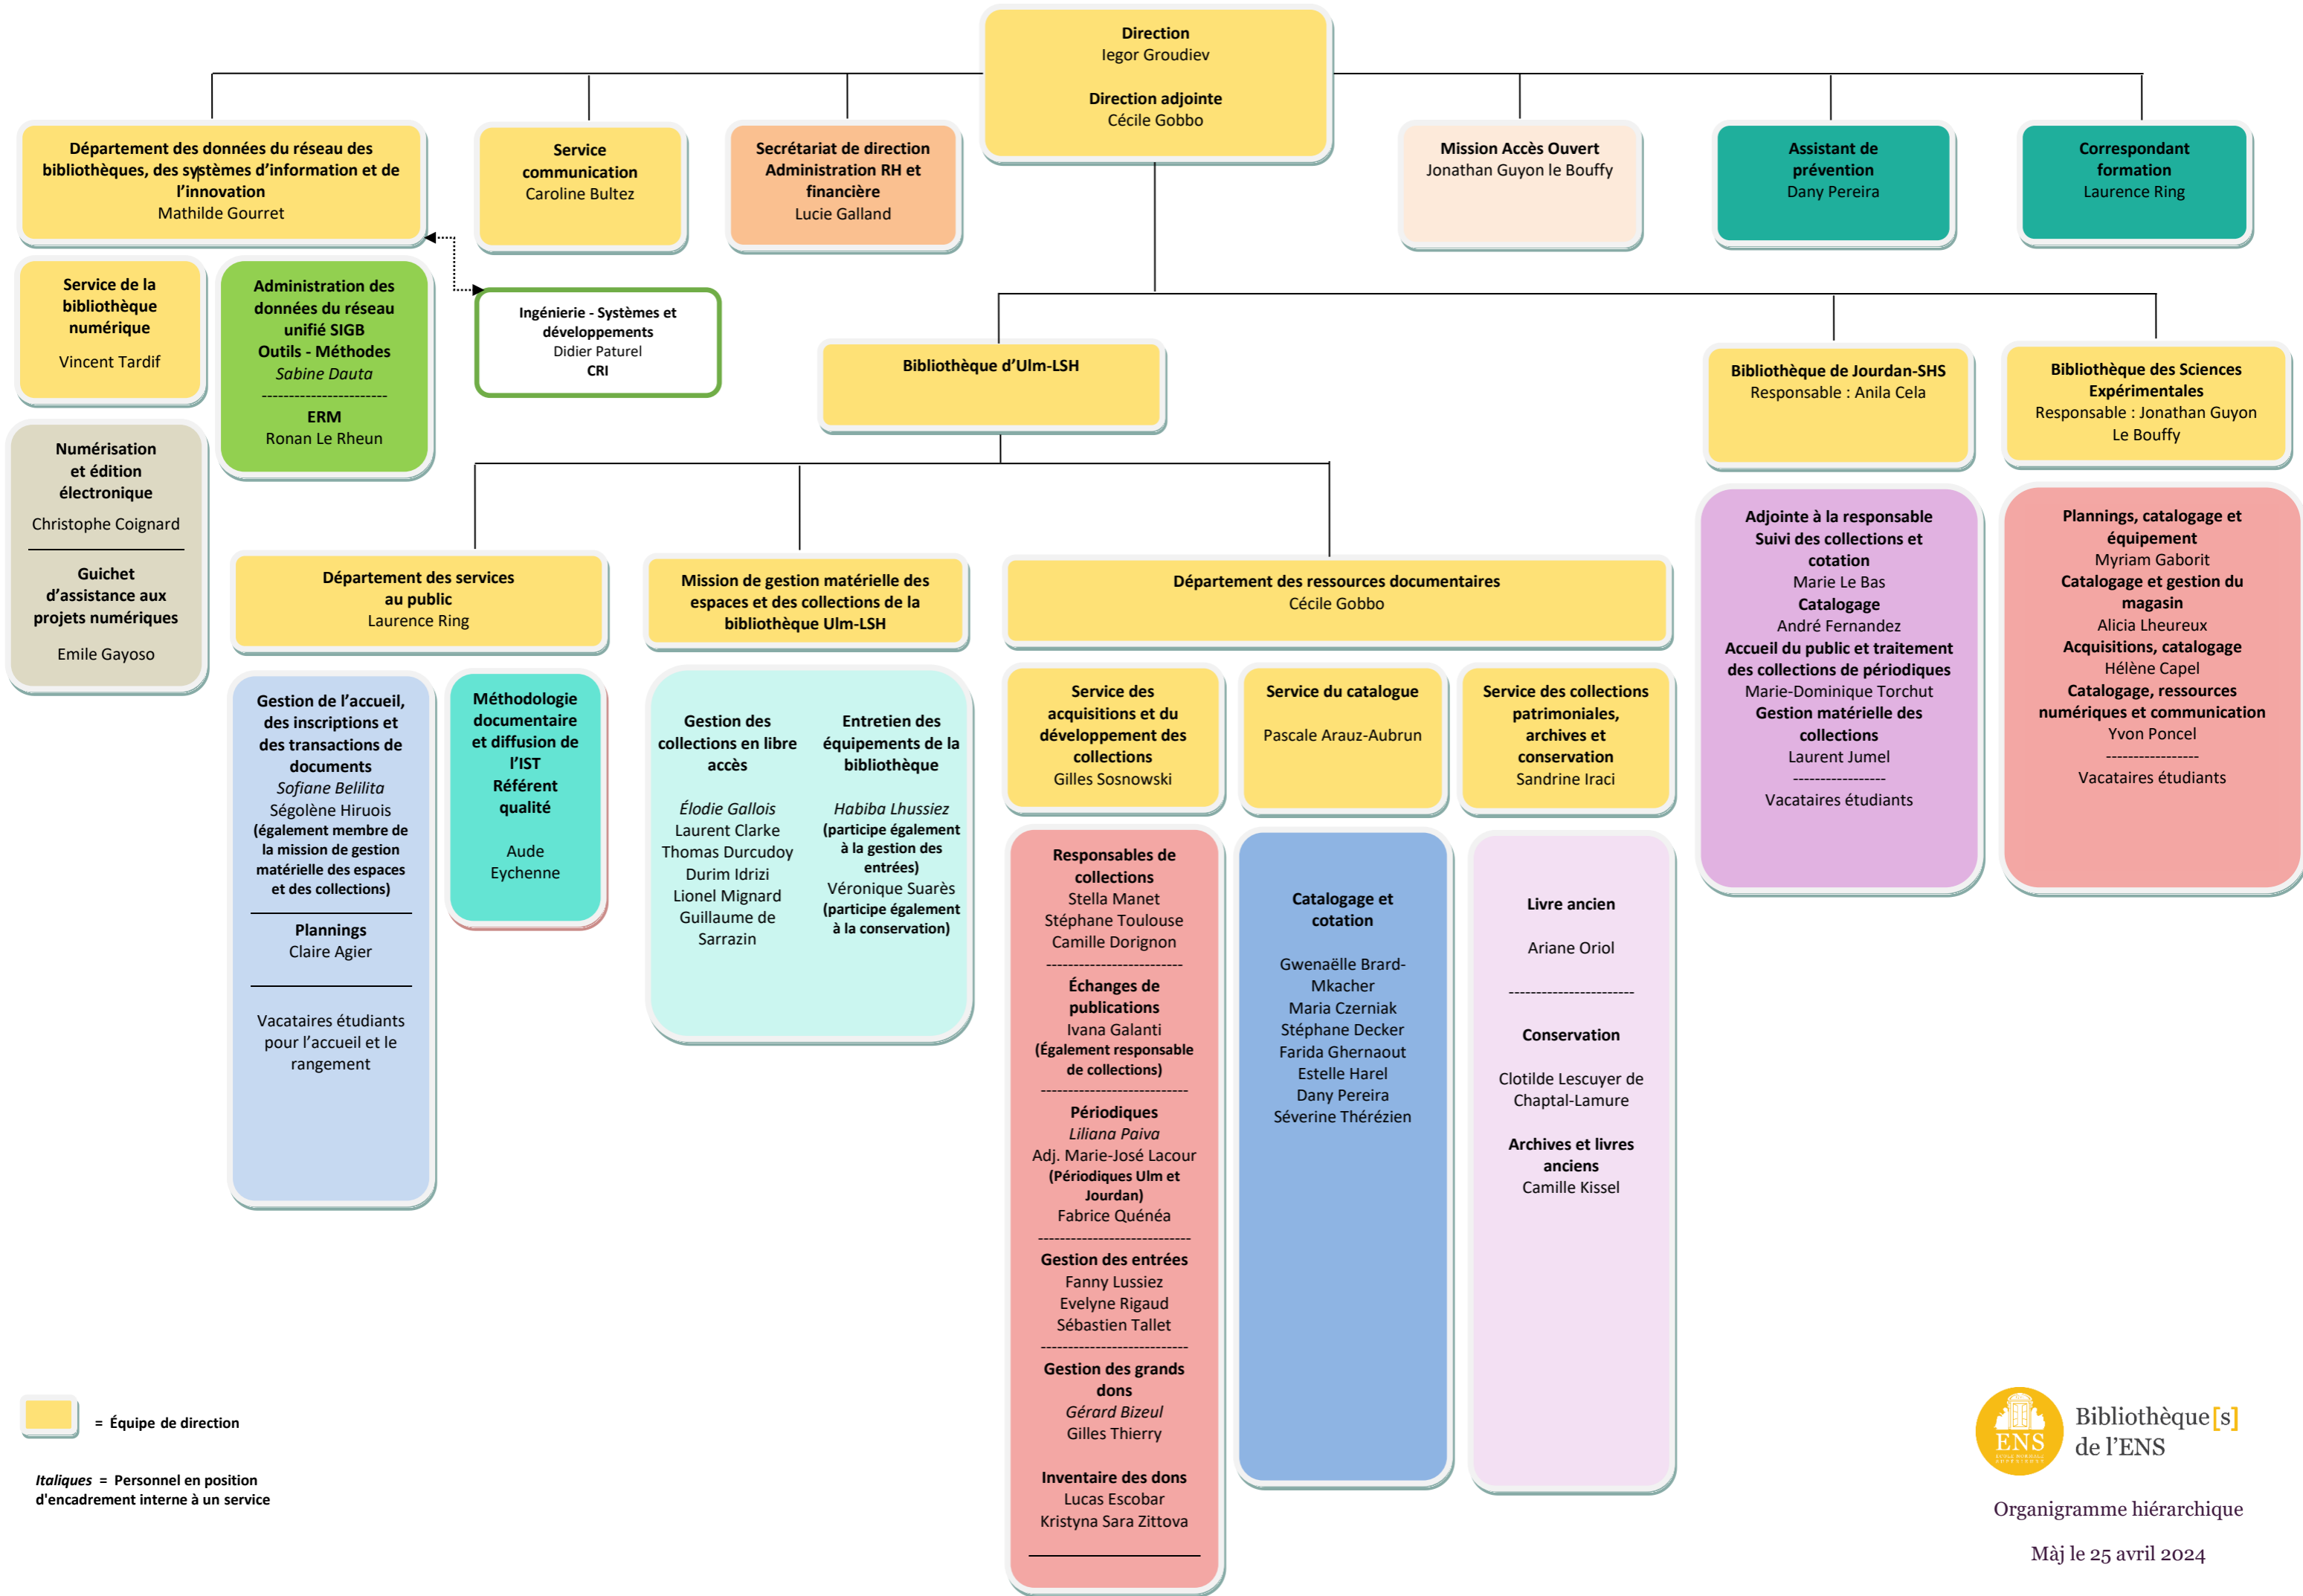 Direction
Iegor Groudiev
Direction adjointe
Cécile Gobbo
Département des données du réseau des
bibliothèques, des systèmes d'information et de
l'innovation
Mathilde Gourret
Service
communication
Caroline Bultez
Secrétariat de direction
Administration RH et
financière
Lucie Galland
Mission Accès Ouvert
Jonathan Guyon le Bouffy
Assistant de
prévention
Dany Pereira
Correspondant
formation
Laurence Ring
Service de la
bibliothèque
numérique
Vincent Tardif
Administration des
données du réseau
unifié SIGB
Outils - Méthodes
Sabine Dauta
-----------------------
ERM
Ronan Le Rheun
Ingénierie - Systèmes et
développements
Didier Paturel
CRI
Numérisation
et édition
électronique
Christophe Coignard
Guichet
d'assistance aux
projets numériques
Emile Gayoso
Bibliothèque d'Ulm-LSH
Bibliothèque de Jourdan-SHS
Responsable : Anila Cela
Bibliothèque des Sciences
Expérimentales
Responsable : Jonathan Guyon
Le Bouffy
Adjointe à la responsable
Suivi des collections et
cotation
Marie Le Bas
Catalogage
André Fernandez
Accueil du public et traitement
des collections de périodiques
Marie-Dominique Torchut
Gestion matérielle des
collections
Laurent Jumel
-----------------
Vacataires étudiants
Plannings, catalogage et
équipement
Myriam Gaborit
Catalogage et gestion du
magasin
Alicia Lheureux
Acquisitions, catalogage
Hélène Capel
Catalogage, ressources
numériques et communication
Yvon Poncel
-----------------
Vacataires étudiants
Département des services
au public
Laurence Ring
Mission de gestion matérielle des
espaces et des collections de la
bibliothèque Ulm-LSH
Département des ressources documentaires
Cécile Gobbo
Gestion de l'accueil,
des inscriptions et
des transactions de
documents
Sofiane Belilita
Ségolène Hiruois
(également membre de
la mission de gestion
matérielle des espaces
et des collections)
Plannings
Claire Agier
Vacataires étudiants
pour l'accueil et le
rangement
Méthodologie
documentaire
et diffusion de
l'IST
Référent
qualité
Aude
Eychenne
Gestion des
collections en libre
accès
Élodie Gallois
Laurent Clarke
Thomas Durcudoy
Durim Idrizi
Lionel Mignard
Guillaume de
Sarrazin
Entretien des
équipements de la
bibliothèque
Habiba Lhussiez
(participe également
à la gestion des
entrées)
Véronique Suarès
(participe également
à la conservation)
Service des
acquisitions et du
développement des
collections
Gilles Sosnowski
Service du catalogue
Pascale Arauz-Aubrun
Service des collections
patrimoniales,
archives et
conservation
Sandrine Iraci
Responsables de
collections
Stella Manet
Stéphane Toulouse
Camille Dorignon
-------------------------
Échanges de
publications
Ivana Galanti
(Également responsable
de collections)
---------------------------
Périodiques
Liliana Paiva
Adj. Marie-José Lacour
(Périodiques Ulm et
Jourdan)
Fabrice Quénéa
----------------------------
Gestion des entrées
Fanny Lussiez
Evelyne Rigaud
Sébastien Tallet
---------------------------
Gestion des grands
dons
Gérard Bizeul
Gilles Thierry
Inventaire des dons
Lucas Escobar
Kristyna Sara Zittova
Catalogage et
cotation
Gwenaëlle Brard-
Mkacher
Maria Czerniak
Stéphane Decker
Farida Ghernaout
Estelle Harel
Dany Pereira
Séverine Thérézien
Livre ancien
Ariane Oriol
-----------------------
Conservation
Clotilde Lescuyer de
Chaptal-Lamure
Archives et livres
anciens
Camille Kissel
= Équipe de direction
Italiques = Personnel en position
d'encadrement interne à un service
ENS
ÉCOLE NORMALE
SUPÉRIEURE
Bibliothèque[s]
de l'ENS
Organigramme hiérarchique
Màj le 25 avril 2024